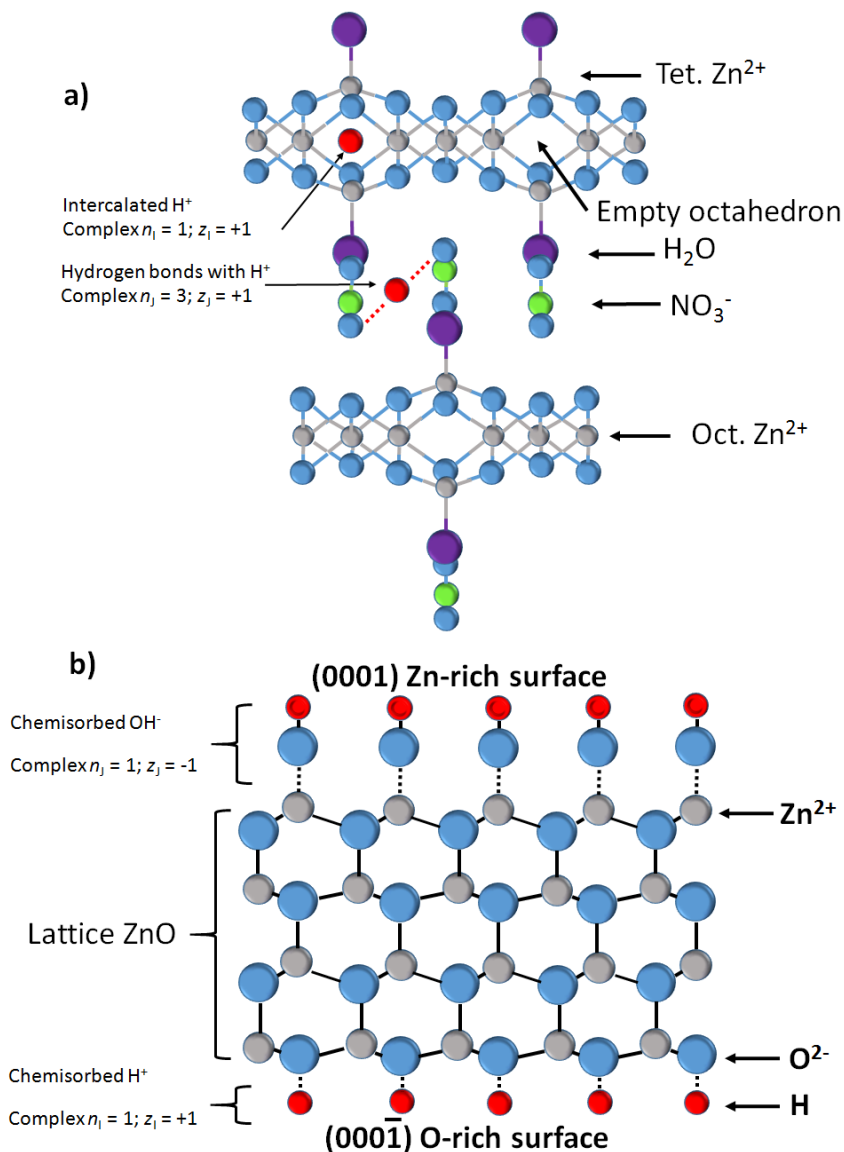 a)
Tet. Zn²⁺
Intercalated H⁺
Complex nᵢ = 1; zᵢ = +1
Empty octahedron
H₂O
Hydrogen bonds with H⁺
Complex nⱼ = 3; zⱼ = +1
NO₃⁻
Oct. Zn²⁺
b)
(0001) Zn-rich surface
Chemisorbed OH⁻
Complex nⱼ = 1; zⱼ = -1
Zn²⁺
Lattice ZnO
O²⁻
Chemisorbed H⁺
Complex nᵢ = 1; zᵢ = +1
H
(0001̅) O-rich surface